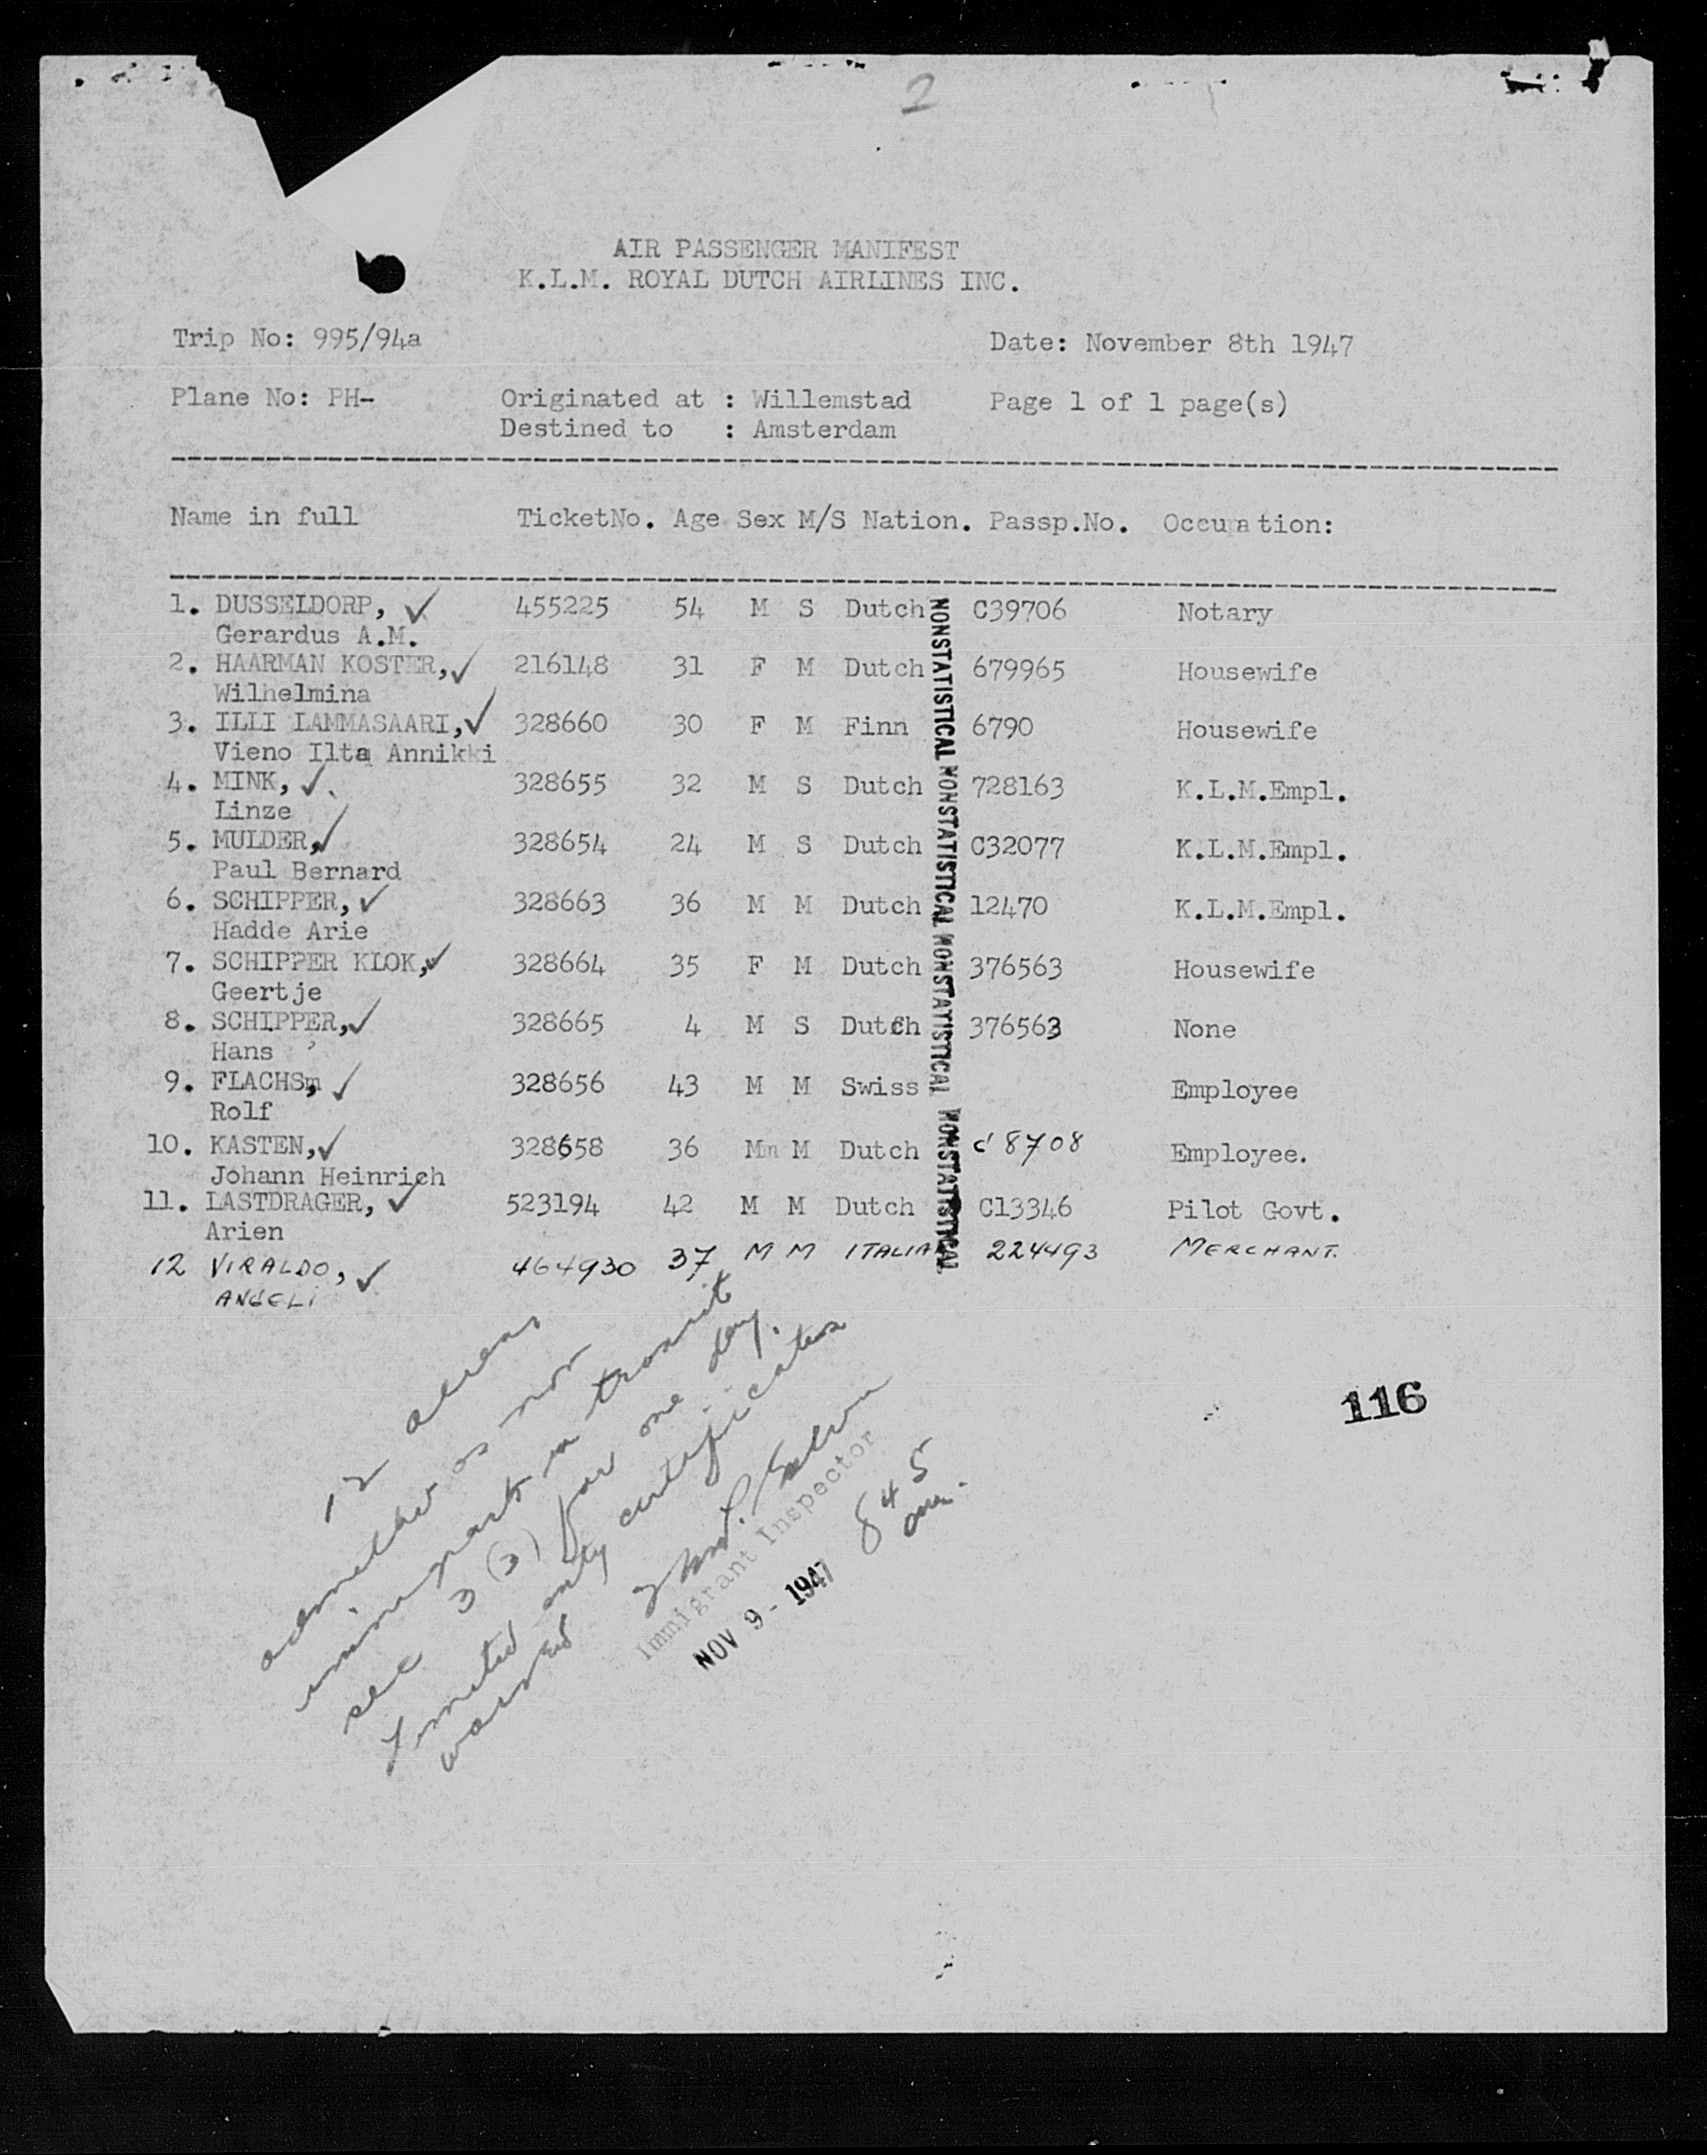 2
AIR PASSENGER MANIFEST
K.L.M. ROYAL DUTCH AIRLINES INC.
Trip No: 995/94a Date: November 8th 1947
Plane No: PH- Originated at : Willemstad Page 1 of 1 page(s)
Destined to : Amsterdam
Name in full TicketNo. Age Sex M/S Nation. Passp.No. Occupation:
1. DUSSELDORP, ✓ 455225 54 M S Dutch C39706 Notary
Gerardus A.M.
2. HAARMAN KOSTER, ✓ 216148 31 F M Dutch 679965 Housewife
Wilhelmina
3. ILLI LAMMASAARI, ✓ 328660 30 F M Finn 6790 Housewife
Vieno Ilta Annikki
4. MINK, ✓ 328655 32 M S Dutch 728163 K.L.M.Empl.
Linze
5. MULDER, ✓ 328654 24 M S Dutch C32077 K.L.M.Empl.
Paul Bernard
6. SCHIPPER, ✓ 328663 36 M M Dutch 12470 K.L.M.Empl.
Hadde Arie
7. SCHIPPER KLOK, ✓ 328664 35 F M Dutch 376563 Housewife
Geertje
8. SCHIPPER, ✓ 328665 4 M S Dutch 376563 None
Hans
9. FLACHS, ✓ 328656 43 M M Swiss Employee
Rolf
10. KASTEN, ✓ 328658 36 M M Dutch C 8708 Employee.
Johann Heinrich
11. LASTDRAGER, ✓ 523194 42 M M Dutch C13346 Pilot Govt.
Arien
12 VIRALDO, ✓ 464930 37 M M ITALIAN 224493 MERCHANT.
ANGELI
NONSTATISTICAL NONSTATISTICAL NONSTATISTICAL NONSTATISTICAL
12 aliens
admitted as non
immigrants in transit
sec 3 (3) for one day.
Limited entry certificates
waived
Immigrant Inspector
NOV 9 - 1947
8 45
am.
116